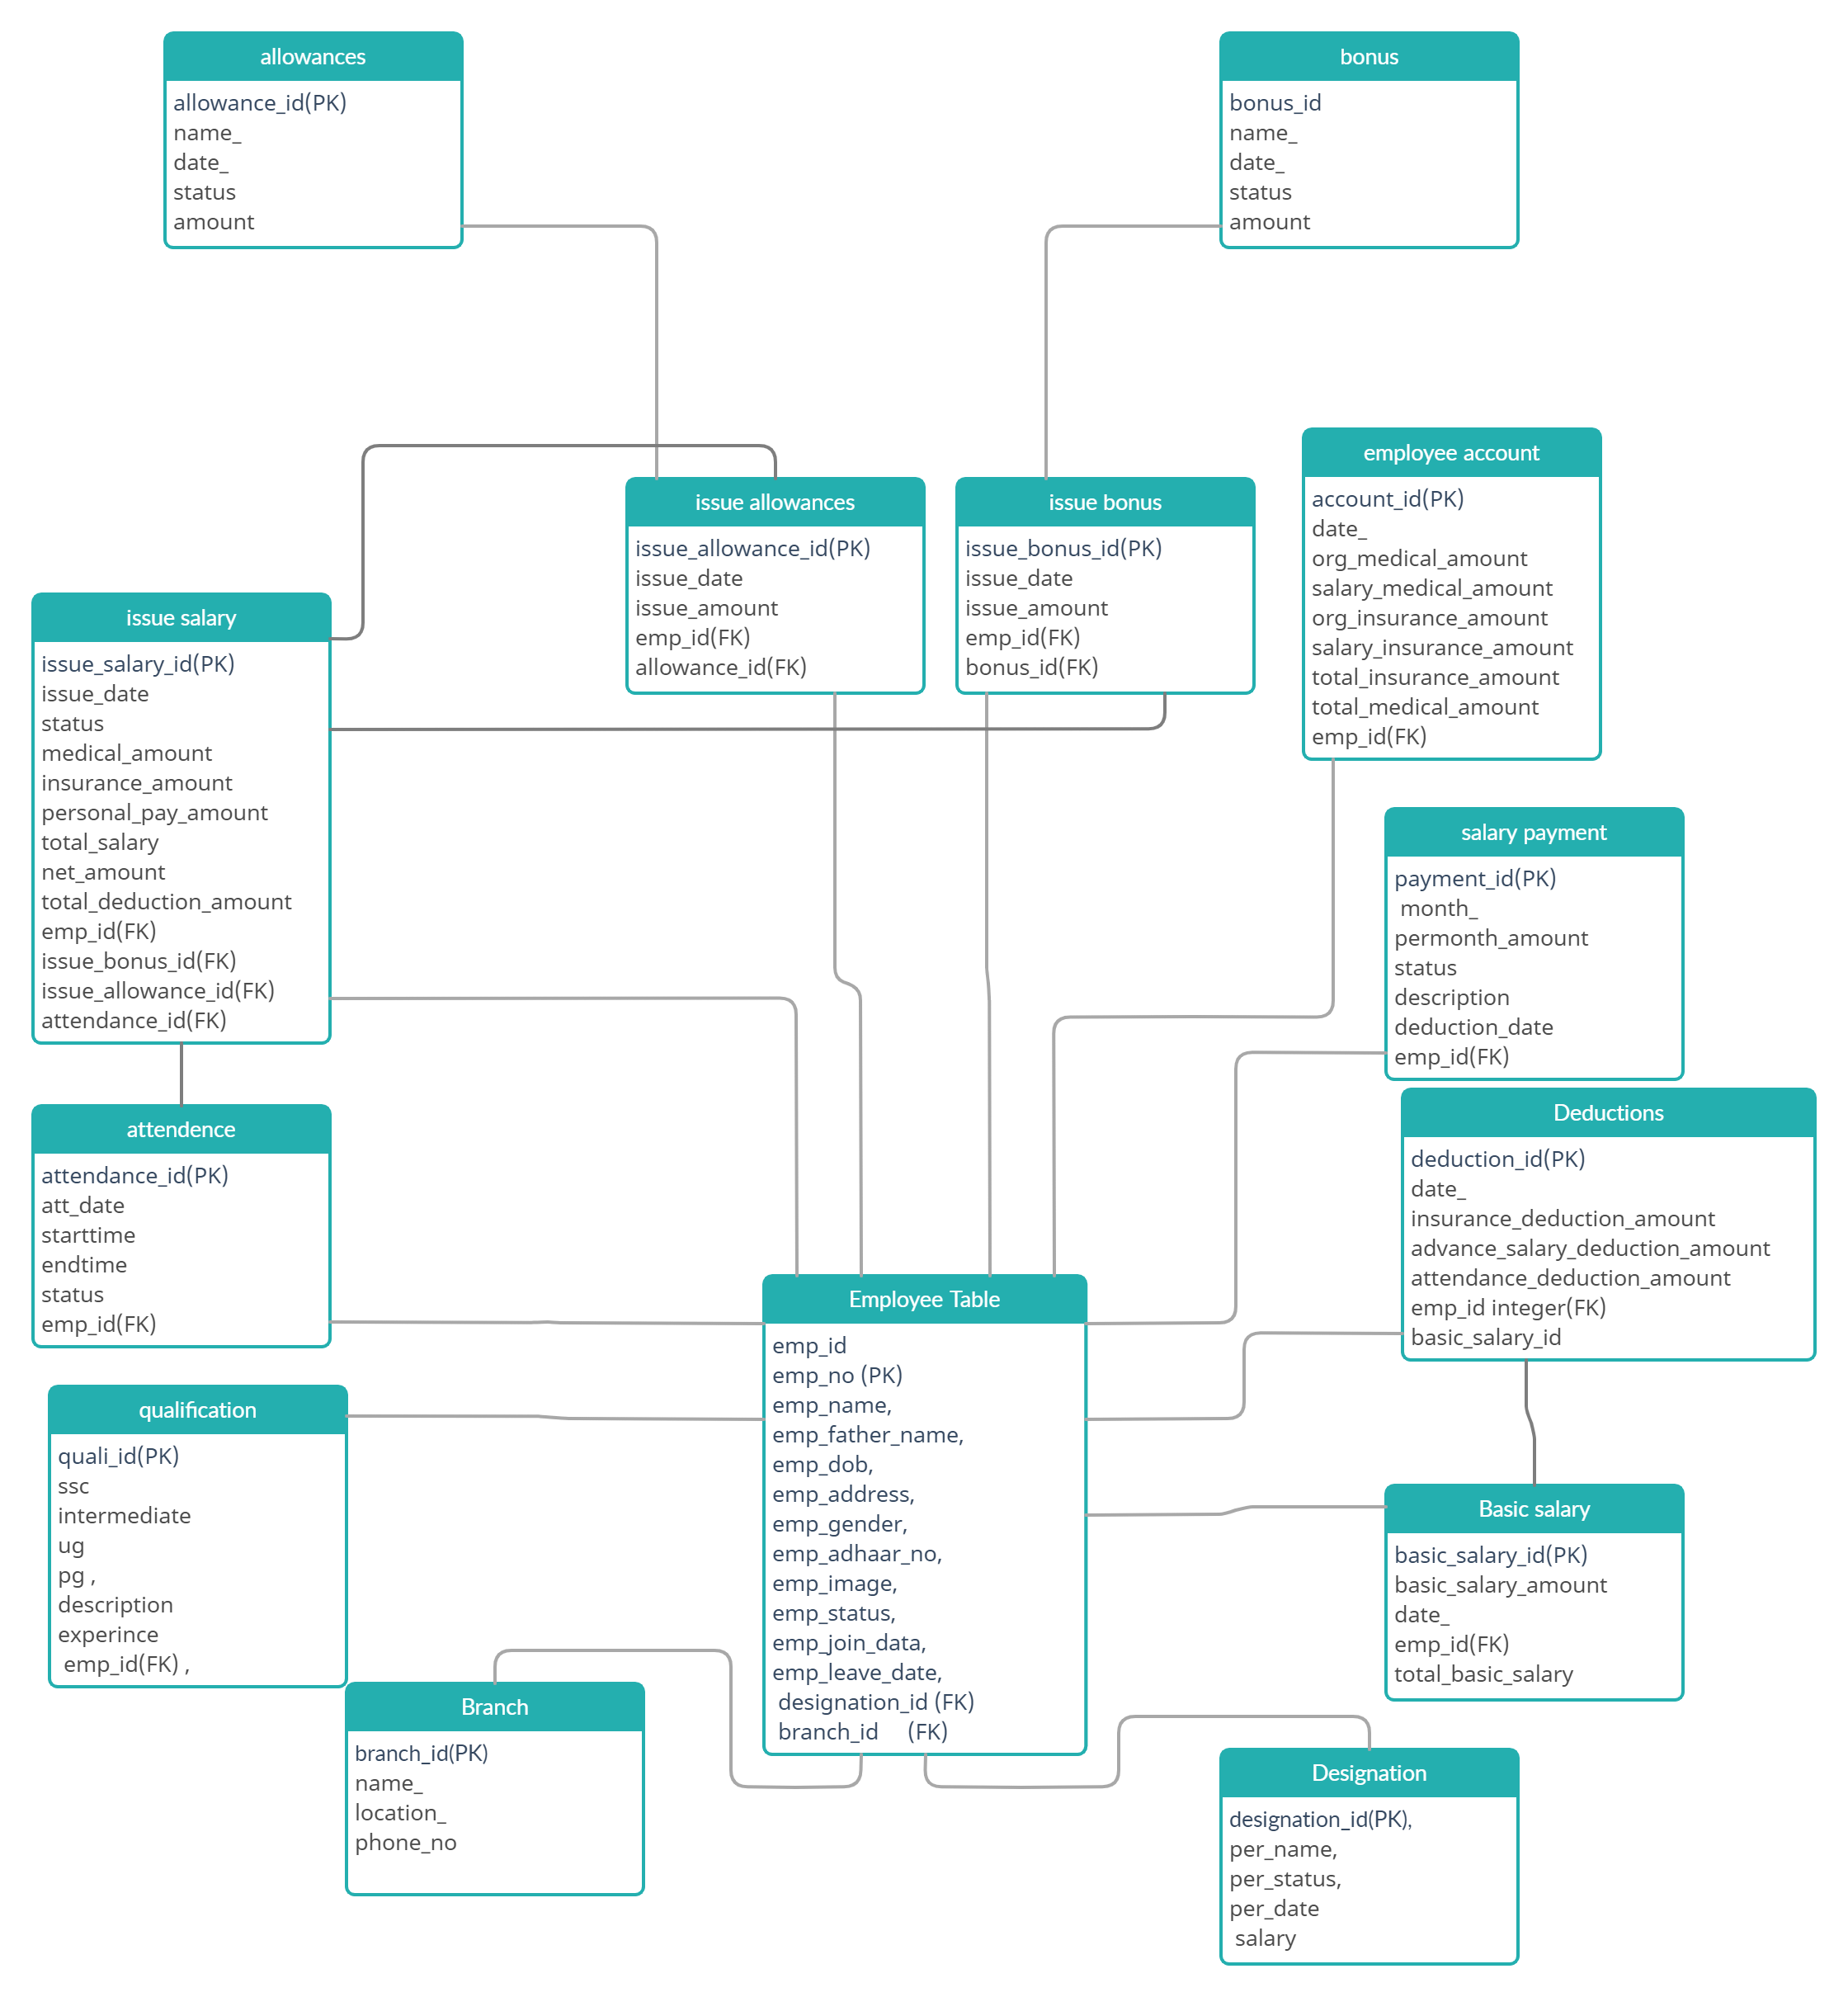 allowances
allowance_id(PK)
name_
date_
status
amount
bonus
bonus_id
name_
date_
status
amount
issue allowances
issue_allowance_id(PK)
issue_date
issue_amount
emp_id(FK)
allowance_id(FK)
issue bonus
issue_bonus_id(PK)
issue_date
issue_amount
emp_id(FK)
bonus_id(FK)
employee account
account_id(PK)
date_
org_medical_amount
salary_medical_amount
org_insurance_amount
salary_insurance_amount
total_insurance_amount
total_medical_amount
emp_id(FK)
issue salary
issue_salary_id(PK)
issue_date
status
medical_amount
insurance_amount
personal_pay_amount
total_salary
net_amount
total_deduction_amount
emp_id(FK)
issue_bonus_id(FK)
issue_allowance_id(FK)
attendance_id(FK)
salary payment
payment_id(PK)
month_
permonth_amount
status
description
deduction_date
emp_id(FK)
attendence
attendance_id(PK)
att_date
starttime
endtime
status
emp_id(FK)
Deductions
deduction_id(PK)
date_
insurance_deduction_amount
advance_salary_deduction_amount
attendance_deduction_amount
emp_id integer(FK)
basic_salary_id
Employee Table
emp_id
emp_no (PK)
emp_name,
emp_father_name,
emp_dob,
emp_address,
emp_gender,
emp_adhaar_no,
emp_image,
emp_status,
emp_join_data,
emp_leave_date,
designation_id (FK)
branch_id (FK)
qualification
quali_id(PK)
ssc
intermediate
ug
pg ,
description
experince
emp_id(FK) ,
Basic salary
basic_salary_id(PK)
basic_salary_amount
date_
emp_id(FK)
total_basic_salary
Branch
branch_id(PK)
name_
location_
phone_no
Designation
designation_id(PK),
per_name,
per_status,
per_date
salary